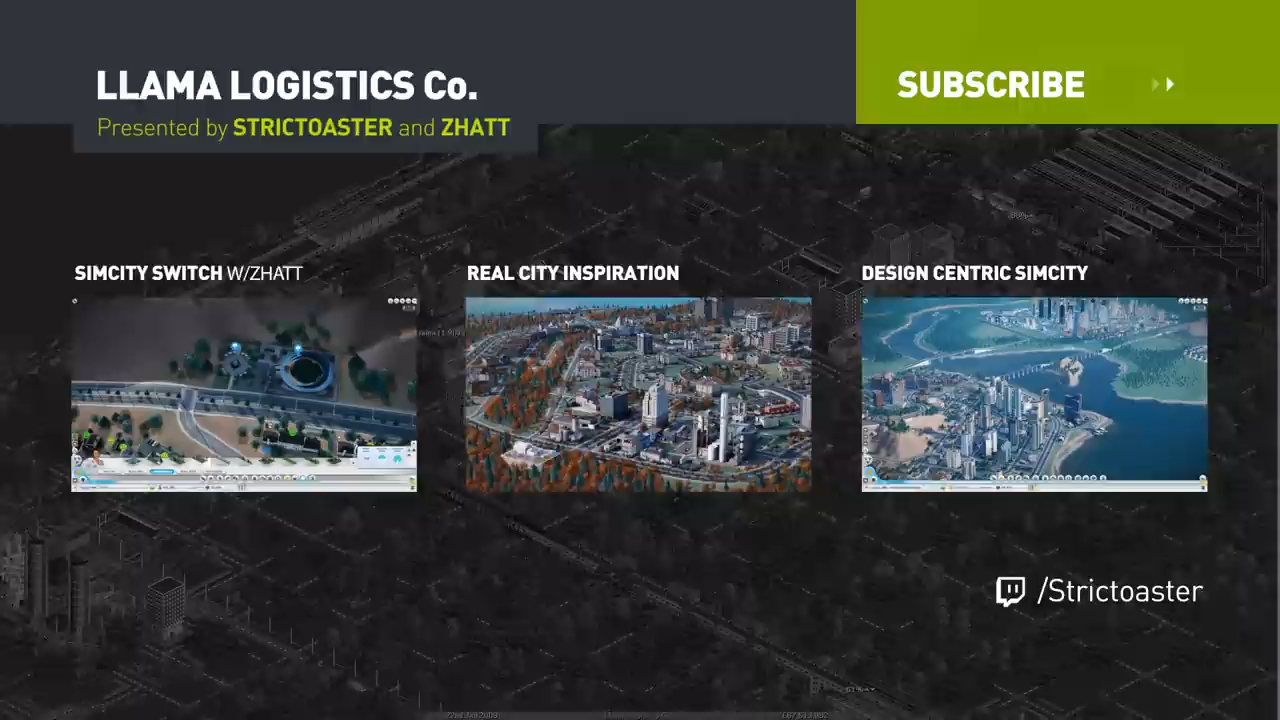 LLAMA LOGISTICS Co.
SUBSCRIBE
Presented by STRICTOASTER and ZHATT
SIMCITY SWITCH W/ZHATT
REAL CITY INSPIRATION
DESIGN CENTRIC SIMCITY
/Strictoaster